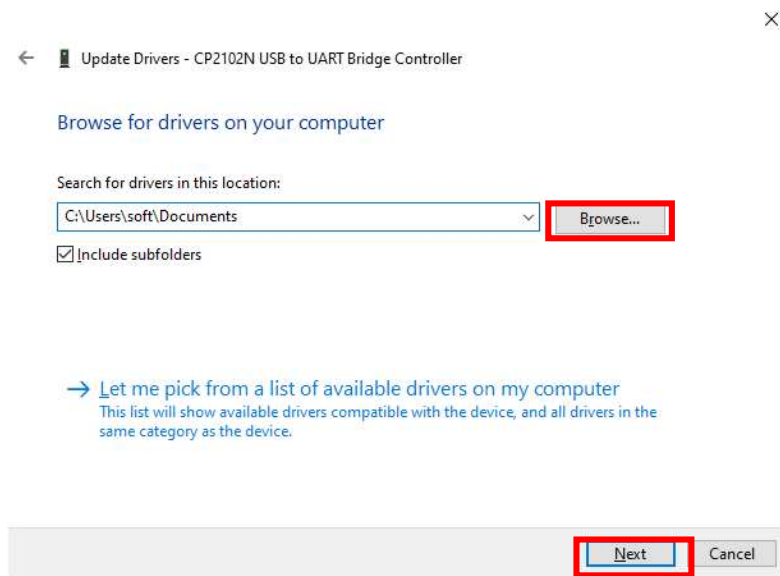 Update Drivers - CP2102N USB to UART Bridge Controller
Browse for drivers on your computer
Search for drivers in this location:
C:\Users\soft\Documents
Browse...
Include subfolders
Let me pick from a list of available drivers on my computer
This list will show available drivers compatible with the device, and all drivers in the
same category as the device.
Next Cancel